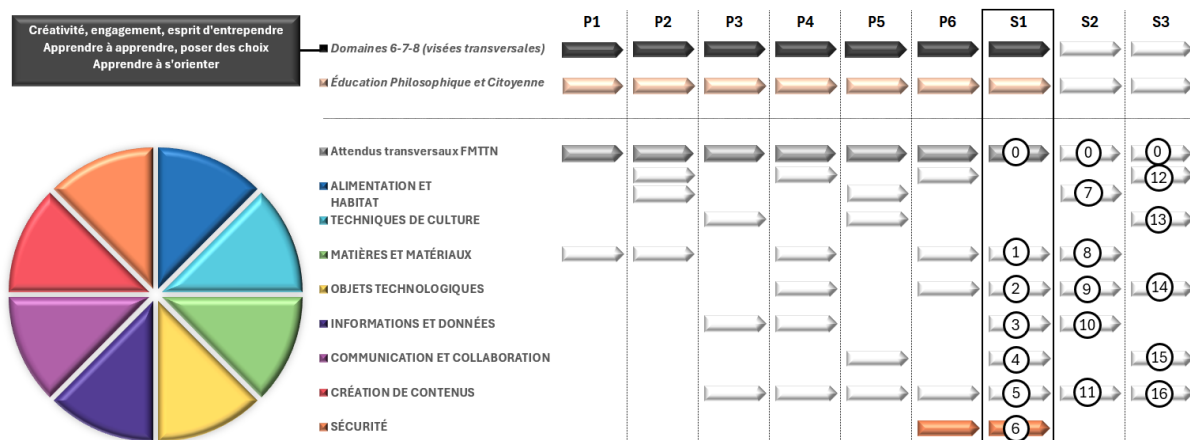 Créativité, engagement, esprit d'entrependre
Apprendre à apprendre, poser des choix
Apprendre à s'orienter
P1 P2 P3 P4 P5 P6 S1 S2 S3
Domaines 6-7-8 (visées transversales)
Éducation Philosophique et Citoyenne
Attendus transversaux FMTTN 0 0 0
12
ALIMENTATION ET
HABITAT 7
TECHNIQUES DE CULTURE 13
MATIÈRES ET MATÉRIAUX 1 8
OBJETS TECHNOLOGIQUES 2 9 14
INFORMATIONS ET DONNÉES 3 10
COMMUNICATION ET COLLABORATION 4 15
CRÉATION DE CONTENUS 5 11 16
SÉCURITÉ 6